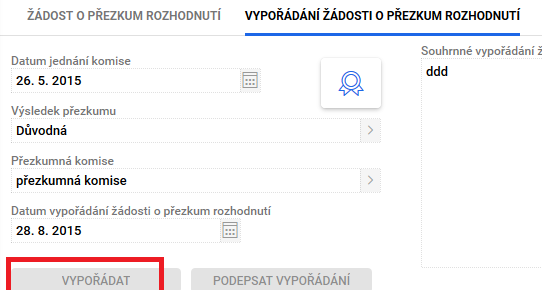 ŽÁDOST O PŘEZKUM ROZHODNUTÍ
VYPOŘÁDÁNÍ ŽÁDOSTI O PŘEZKUM ROZHODNUTÍ
Datum jednání komise
26. 5. 2015
Výsledek přezkumu
Důvodná
Přezkumná komise
přezkumná komise
Datum vypořádání žádosti o přezkum rozhodnutí
28. 8. 2015
VYPOŘÁDAT
PODEPSAT VYPOŘÁDÁNÍ
Souhrnné vypořádání ž
ddd